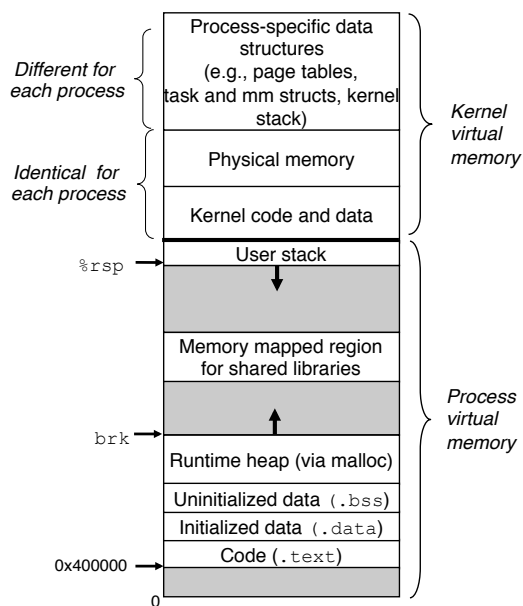 Process-specific data
structures
(e.g., page tables,
task and mm structs, kernel
stack)
Different for
each process
Physical memory
Identical for
each process
Kernel code and data
Kernel
virtual
memory
User stack
%rsp
Memory mapped region
for shared libraries
brk
Runtime heap (via malloc)
Uninitialized data (.bss)
Initialized data (.data)
Code (.text)
0x400000
0
Process
virtual
memory